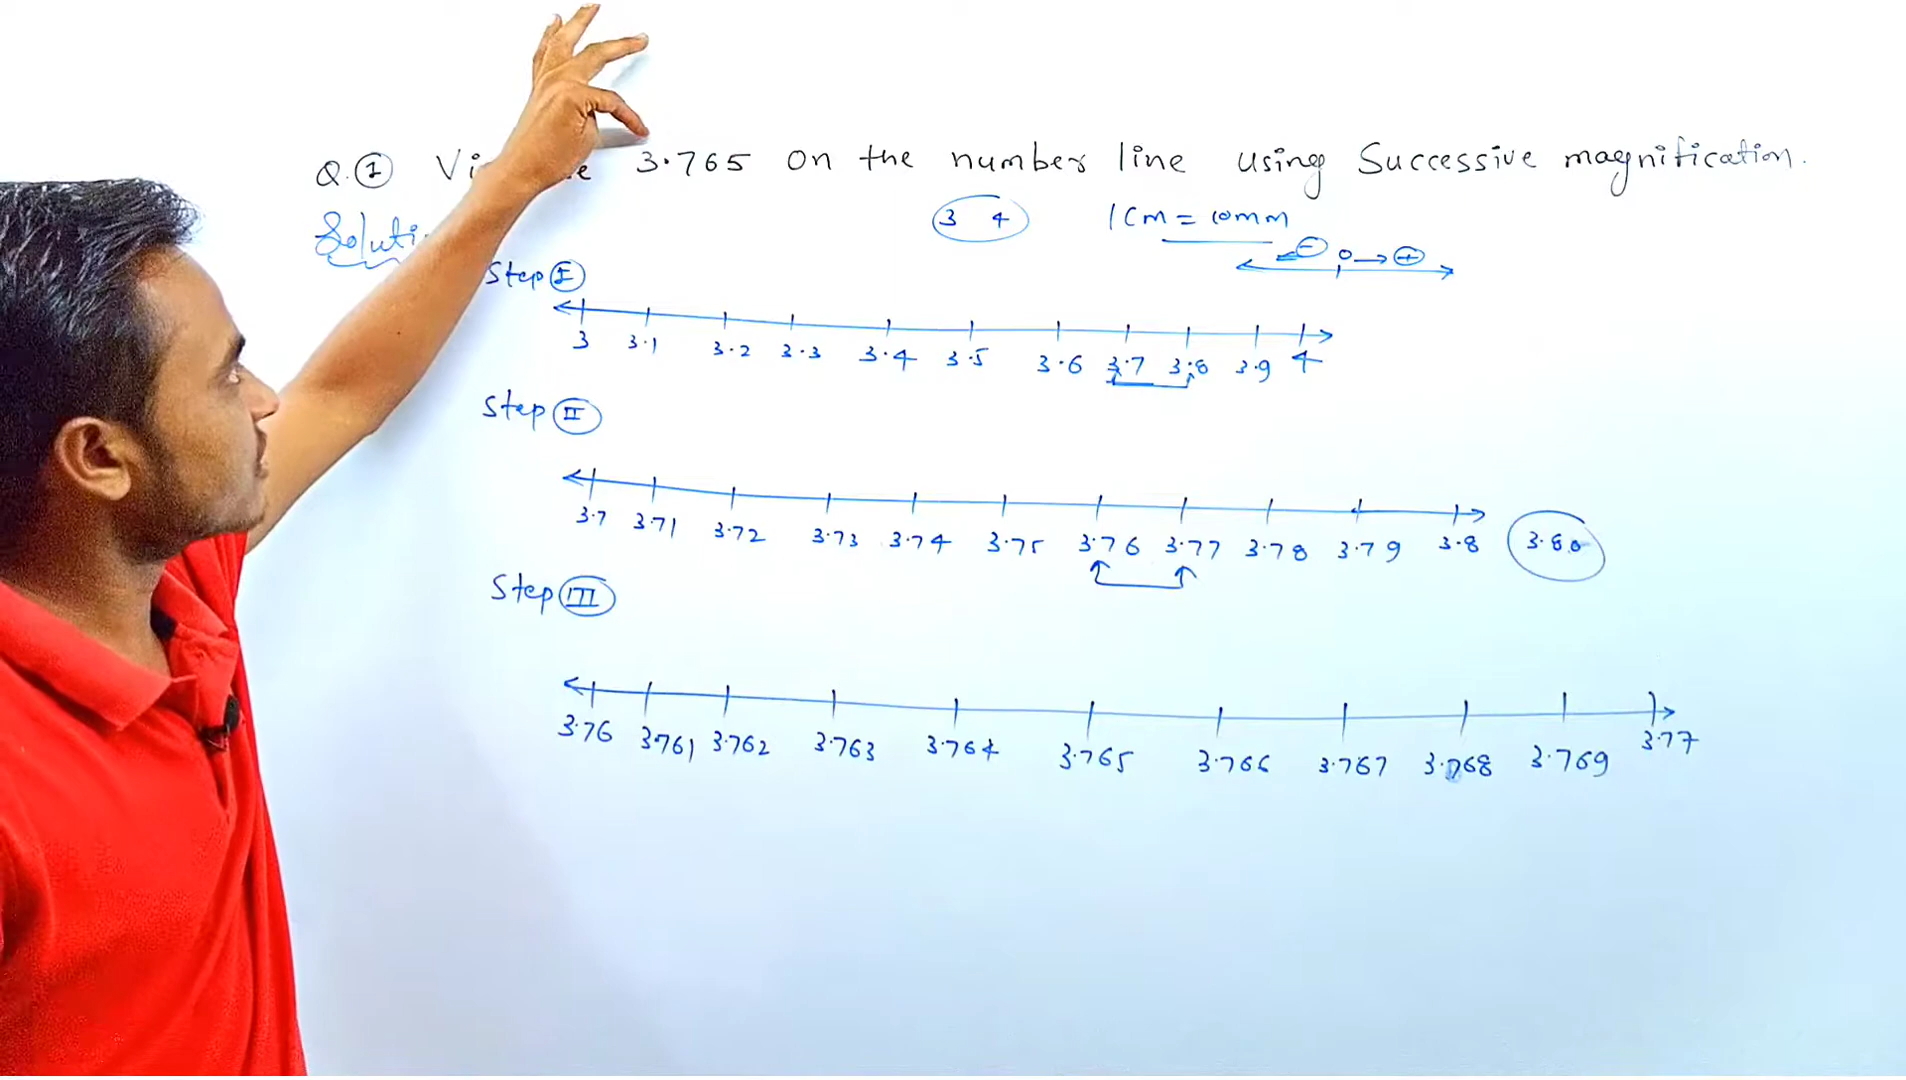 Q.① Vi e 3.765 on the number line using Successive magnification.
Soluti
3 4
1 Cm = 10mm
− 0 → +
Step I
3 3.1 3.2 3.3 3.4 3.5 3.6 3.7 3.8 3.9 4
Step II
3.7 3.71 3.72 3.73 3.74 3.75 3.76 3.77 3.78 3.79 3.8 3.80
Step III
3.76 3.761 3.762 3.763 3.764 3.765 3.766 3.767 3.768 3.769 3.77